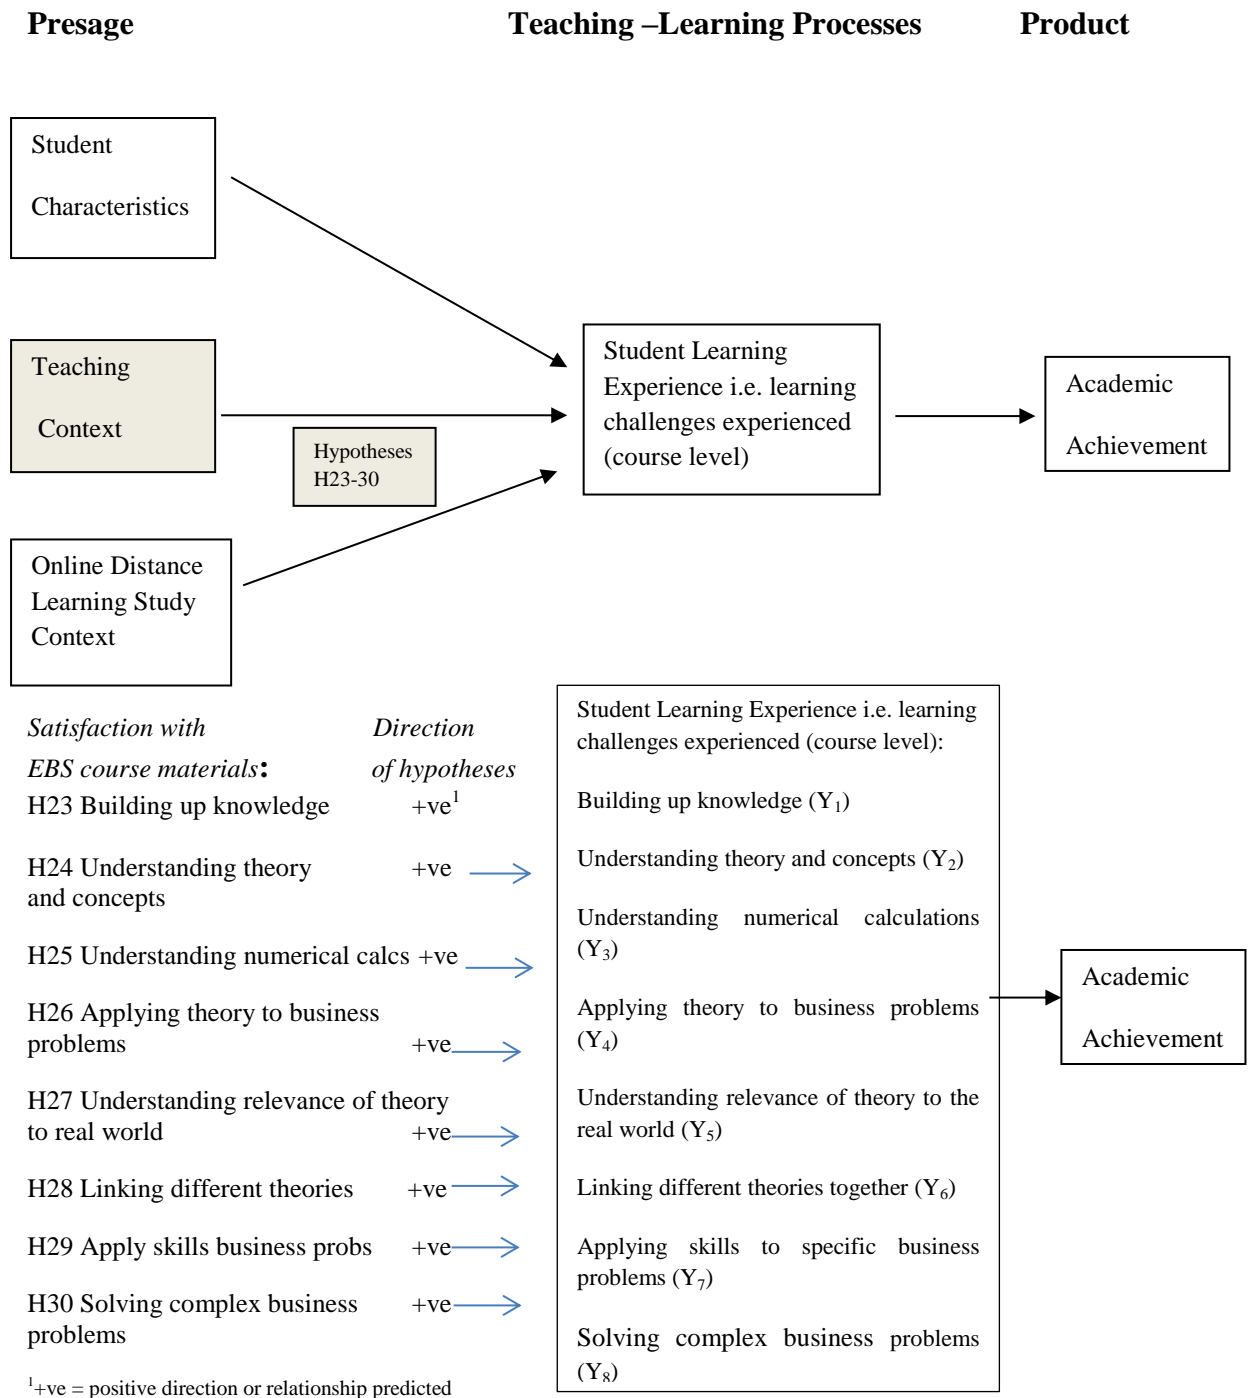 Presage Teaching –Learning Processes Product
Student
Characteristics
Teaching
Context
Hypotheses
H23-30
Online Distance
Learning Study
Context
Student Learning
Experience i.e. learning
challenges experienced
(course level)
Academic
Achievement
Satisfaction with
EBS course materials:
Direction
of hypotheses
H23 Building up knowledge +ve¹
H24 Understanding theory +ve
and concepts
H25 Understanding numerical calcs +ve
H26 Applying theory to business
problems +ve
H27 Understanding relevance of theory
to real world +ve
H28 Linking different theories +ve
H29 Apply skills business probs +ve
H30 Solving complex business +ve
problems
¹+ve = positive direction or relationship predicted
Student Learning Experience i.e. learning
challenges experienced (course level):
Building up knowledge (Y₁)
Understanding theory and concepts (Y₂)
Understanding numerical calculations
(Y₃)
Applying theory to business problems
(Y₄)
Understanding relevance of theory to the
real world (Y₅)
Linking different theories together (Y₆)
Applying skills to specific business
problems (Y₇)
Solving complex business problems
(Y₈)
Academic
Achievement